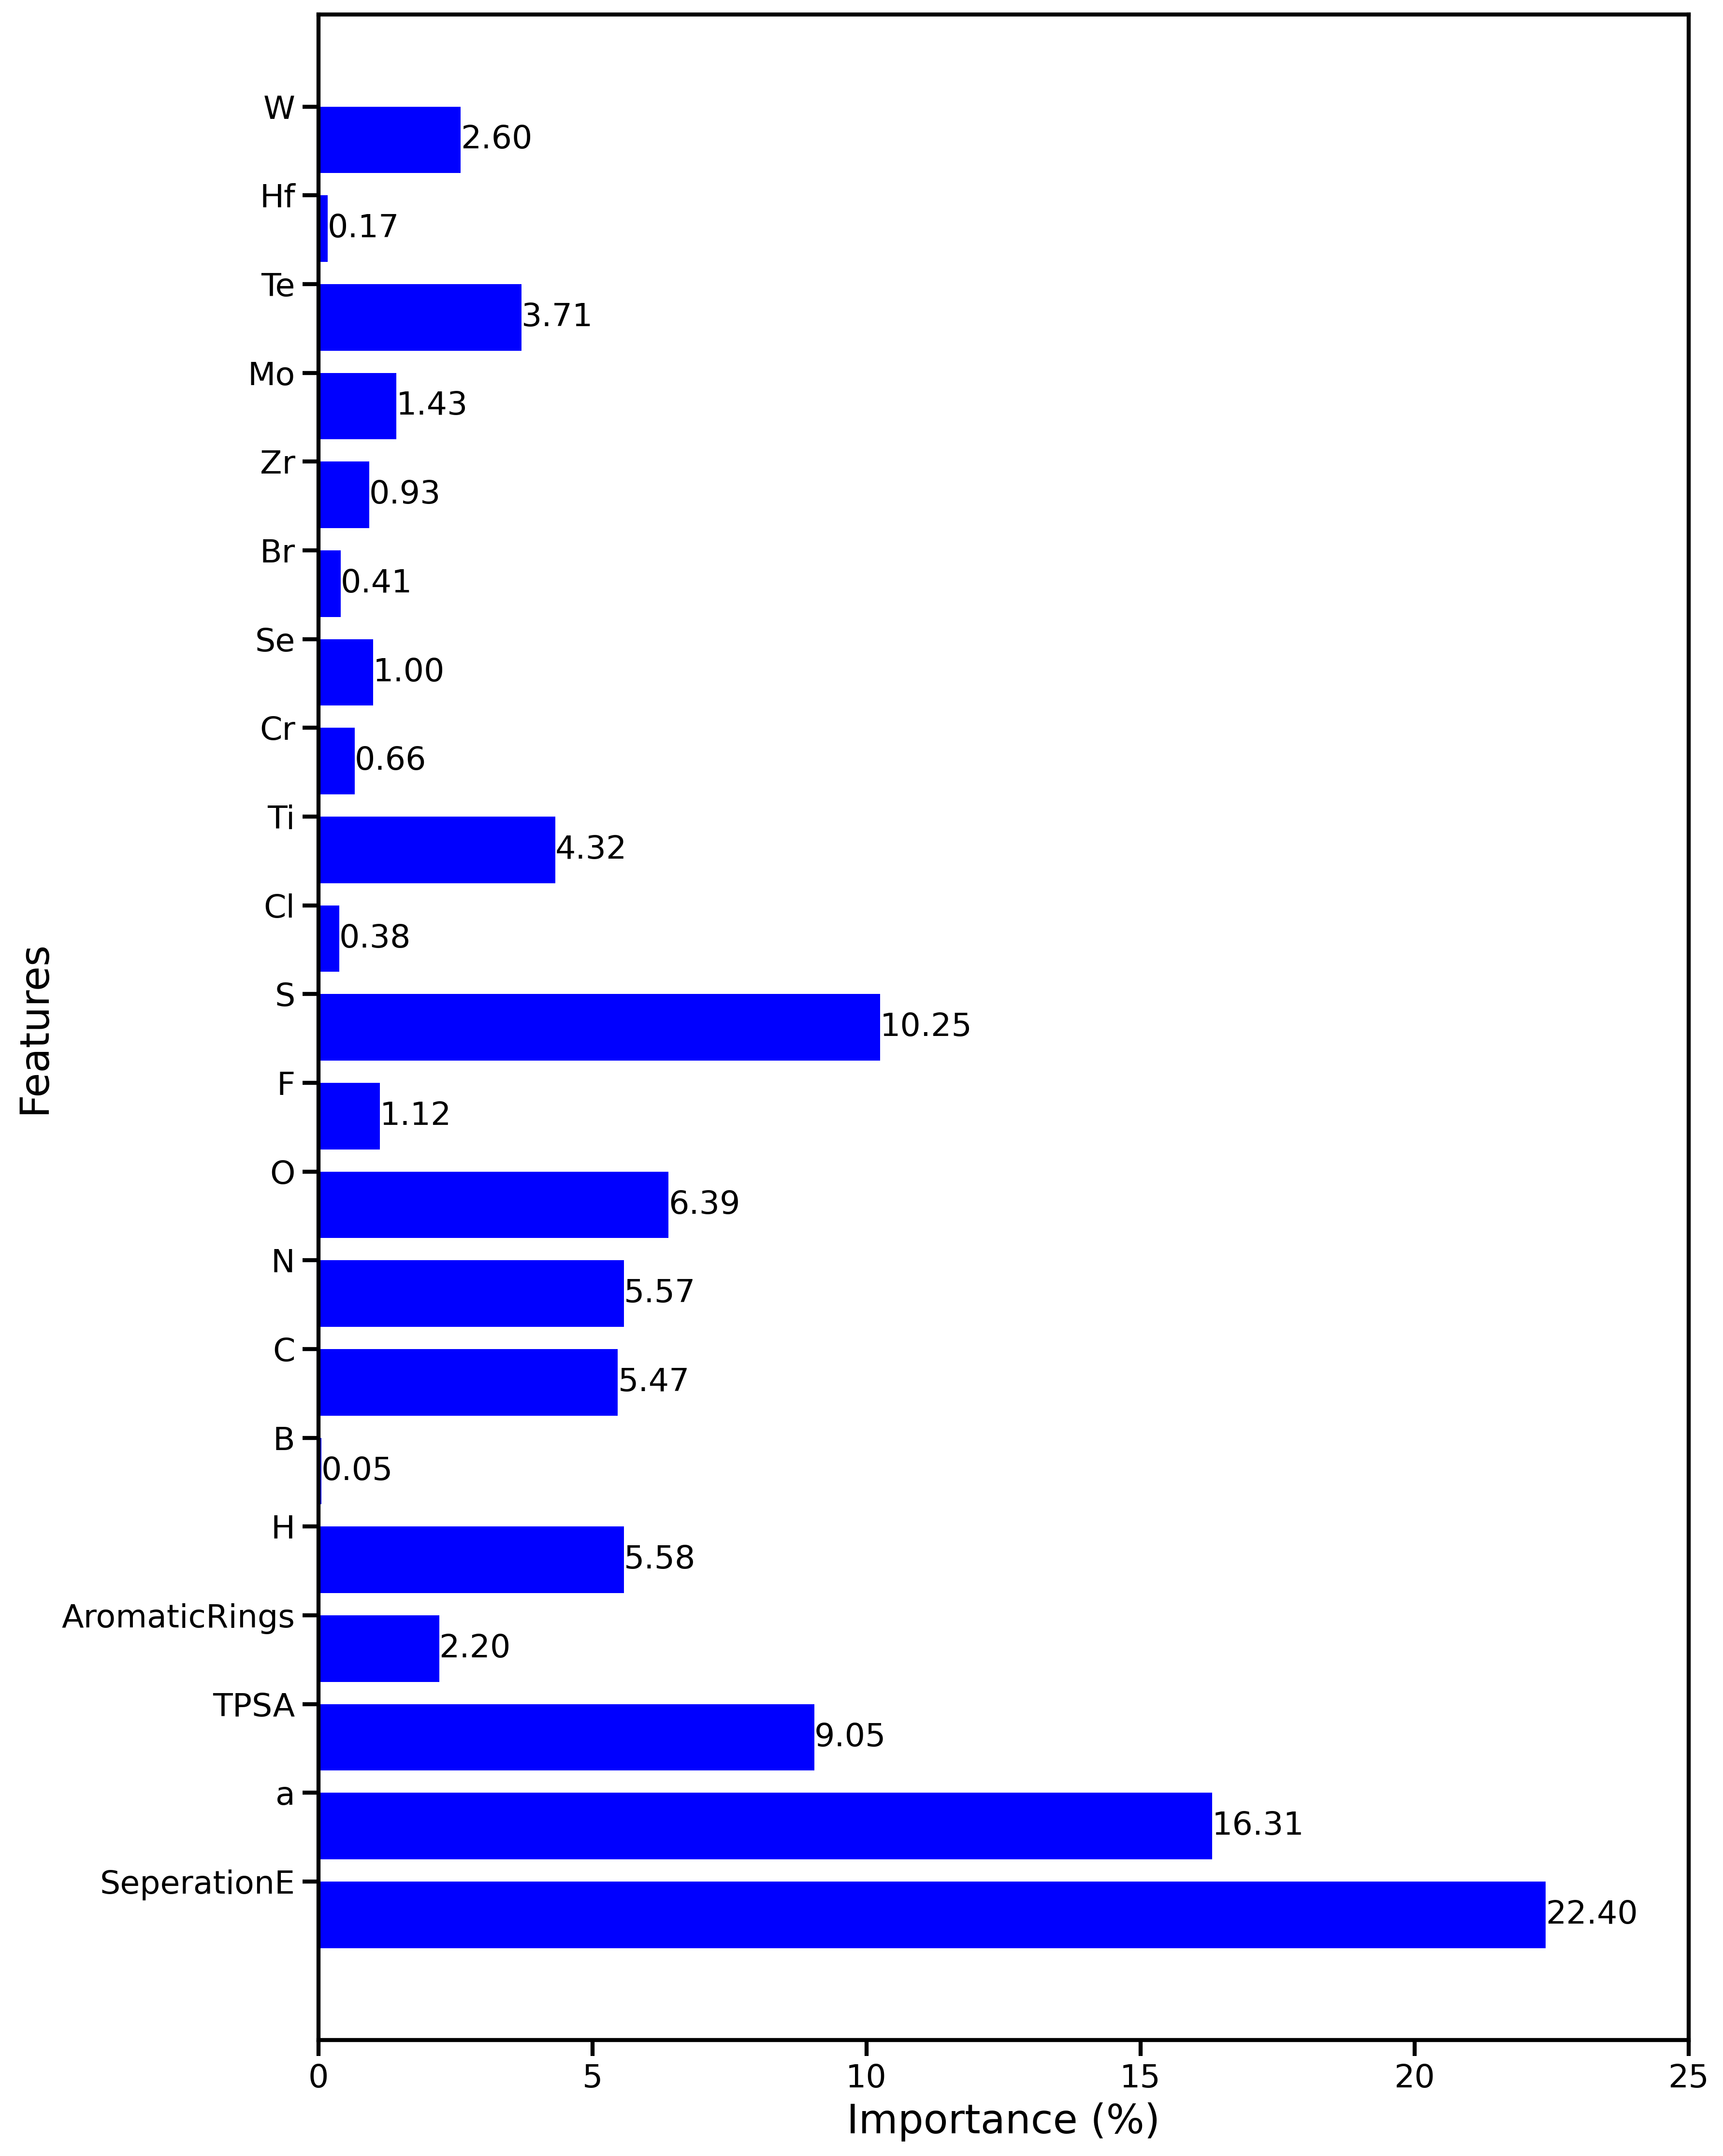 W
2.60
Hf
0.17
Te
3.71
Mo
1.43
Zr
0.93
Br
0.41
Se
1.00
Cr
0.66
Ti
4.32
Cl
0.38
S
10.25
F
1.12
O
6.39
N
5.57
C
5.47
B
0.05
H
5.58
AromaticRings
2.20
TPSA
9.05
a
16.31
SeperationE
22.40
Features
0 5 10 15 20 25
Importance (%)